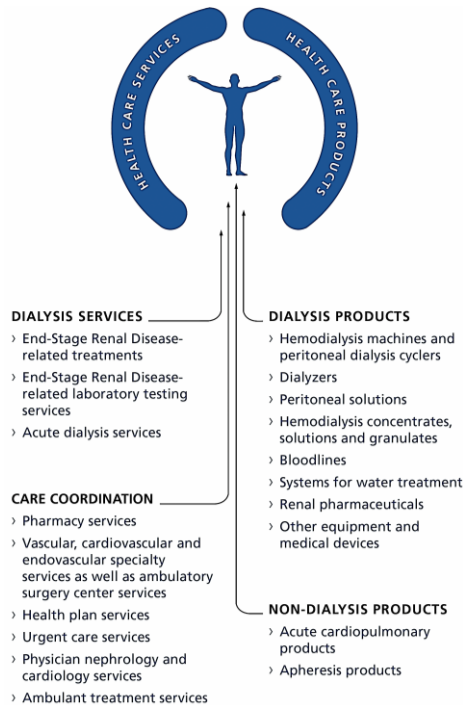 HEALTH CARE SERVICES
HEALTH CARE PRODUCTS
DIALYSIS SERVICES
› End-Stage Renal Disease-
related treatments
› End-Stage Renal Disease-
related laboratory testing
services
› Acute dialysis services
CARE COORDINATION
› Pharmacy services
› Vascular, cardiovascular and
endovascular specialty
services as well as ambulatory
surgery center services
› Health plan services
› Urgent care services
› Physician nephrology and
cardiology services
› Ambulant treatment services
DIALYSIS PRODUCTS
› Hemodialysis machines and
peritoneal dialysis cyclers
› Dialyzers
› Peritoneal solutions
› Hemodialysis concentrates,
solutions and granulates
› Bloodlines
› Systems for water treatment
› Renal pharmaceuticals
› Other equipment and
medical devices
NON-DIALYSIS PRODUCTS
› Acute cardiopulmonary
products
› Apheresis products